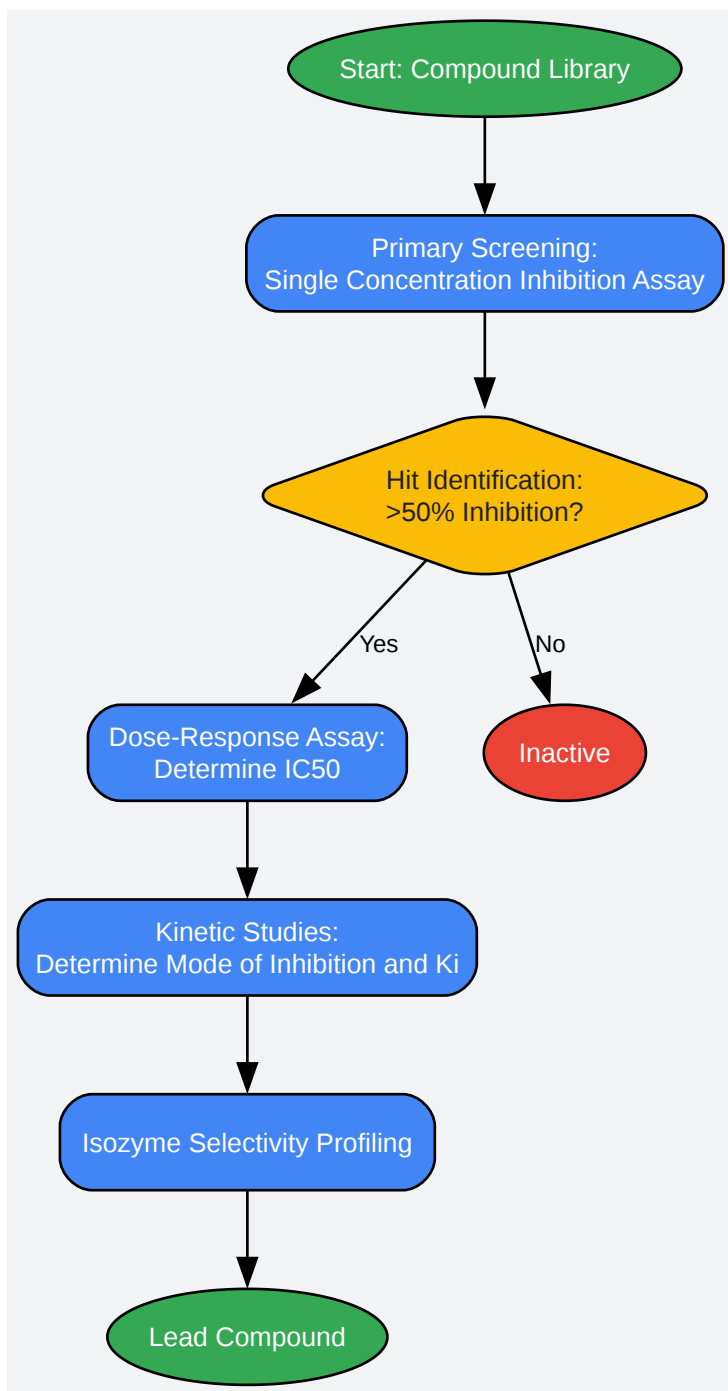 Start: Compound Library
Primary Screening:
Single Concentration Inhibition Assay
Hit Identification:
>50% Inhibition?
Yes
No
Dose-Response Assay:
Determine IC50
Inactive
Kinetic Studies:
Determine Mode of Inhibition and Ki
Isozyme Selectivity Profiling
Lead Compound